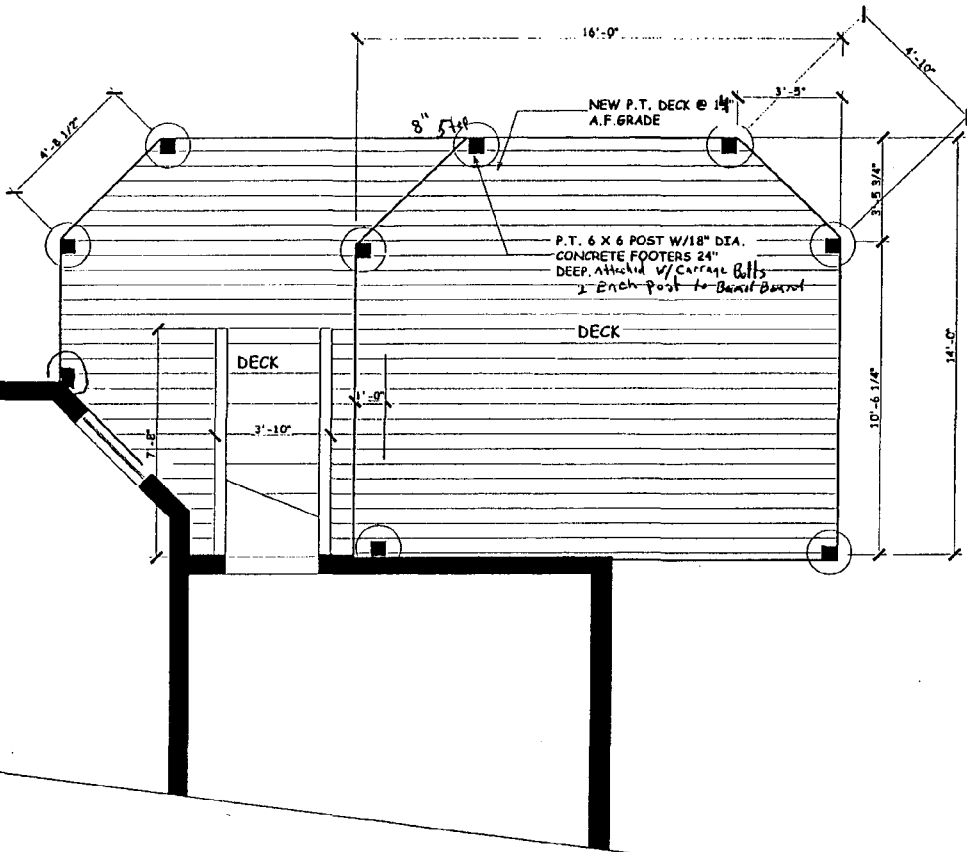 16'-0"
4'-10"
3'-5"
NEW P.T. DECK @ 14"
A.F.GRADE
8" Step
4'-8 1/2"
3'-5 3/4"
P.T. 6 X 6 POST W/18" DIA.
CONCRETE FOOTERS 24"
DEEP. Attached W/ Carrage Bolts
2 Each Post to Band Board
DECK
DECK
14'-0"
1'-0"
10'-6 1/4"
7'-8"
3'-10"